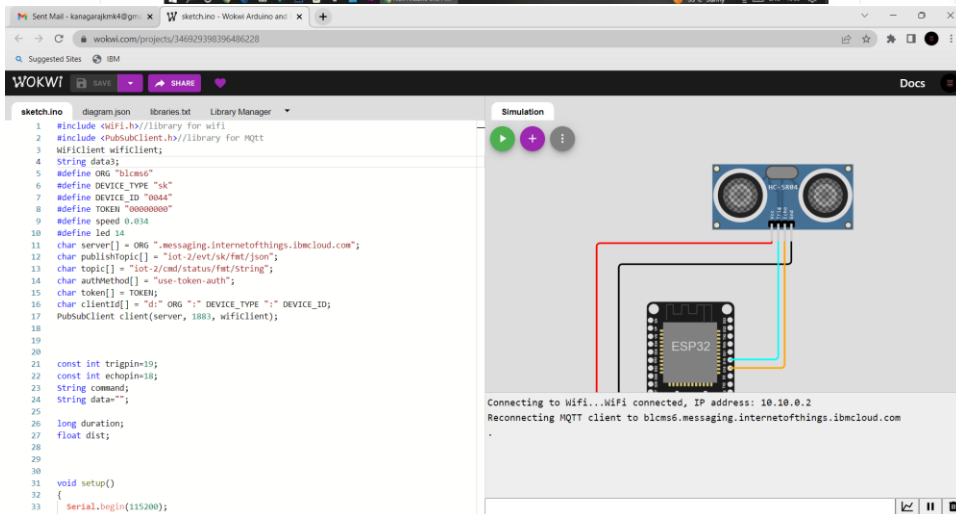 Sent Mail - kanagarajkmk4@gm
sketch.ino - Wokwi Arduino and
wokwi.com/projects/346929398396486228
Suggested Sites
IBM
WOKWi
SAVE
SHARE
Docs
sketch.ino
diagram.json
libraries.txt
Library Manager
1 #include <WiFi.h>//library for wifi
2 #include <PubSubClient.h>//library for MQtt
3 WiFiClient wifiClient;
4 String data3;
5 #define ORG "blcms6"
6 #define DEVICE_TYPE "sk"
7 #define DEVICE_ID "0044"
8 #define TOKEN "00000000"
9 #define speed 0.034
10 #define led 14
11 char server[] = ORG ".messaging.internetofthings.ibmcloud.com";
12 char publishTopic[] = "iot-2/evt/sk/fmt/json";
13 char topic[] = "iot-2/cmd/status/fmt/String";
14 char authMethod[] = "use-token-auth";
15 char token[] = TOKEN;
16 char clientId[] = "d:" ORG ":" DEVICE_TYPE ":" DEVICE_ID;
17 PubSubClient client(server, 1883, wifiClient);
18
19
20
21 const int trigpin=19;
22 const int echopin=18;
23 String command;
24 String data="";
25
26 long duration;
27 float dist;
28
29
30
31 void setup()
32 {
33 Serial.begin(115200);
Simulation
HC-SR04
Vcc
Trig
Echo
Gnd
ESP32
Connecting to Wifi...WiFi connected, IP address: 10.10.0.2
Reconnecting MQTT client to blcms6.messaging.internetofthings.ibmcloud.com
.